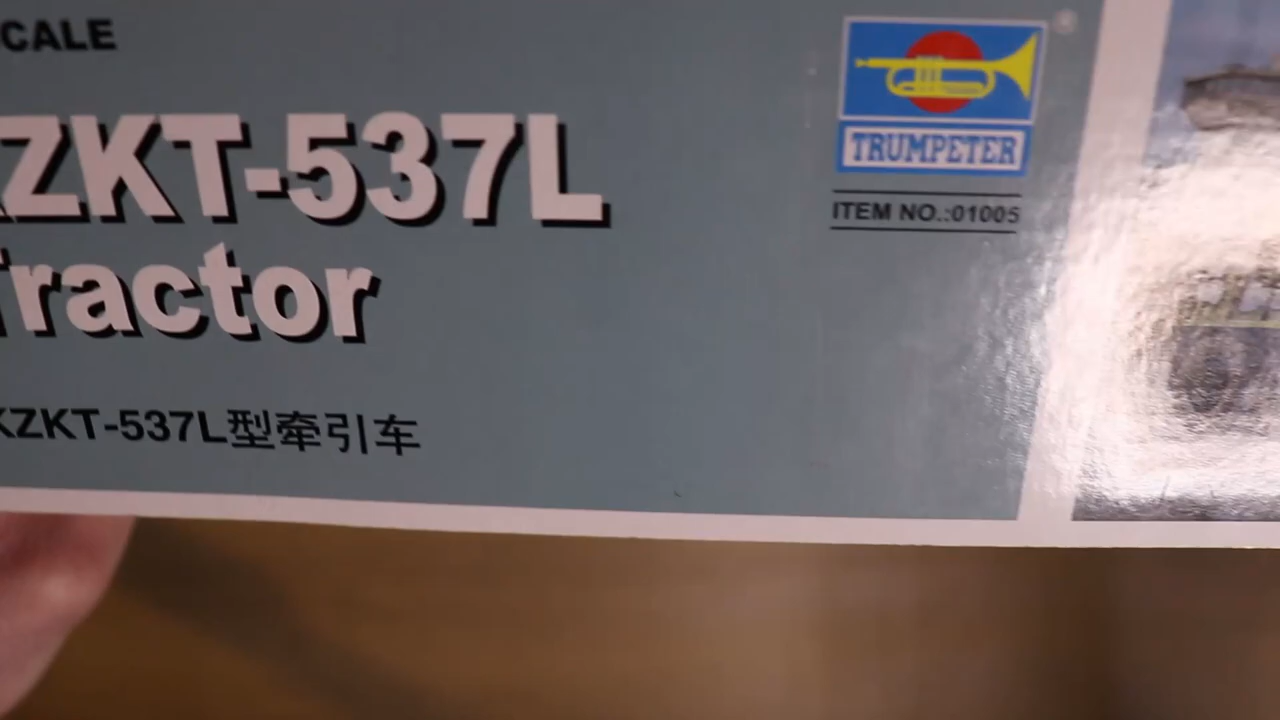 CALE
ZKT-537L
Tractor
KZKT-537L型牵引车
TRUMPETER
ITEM NO.:01005